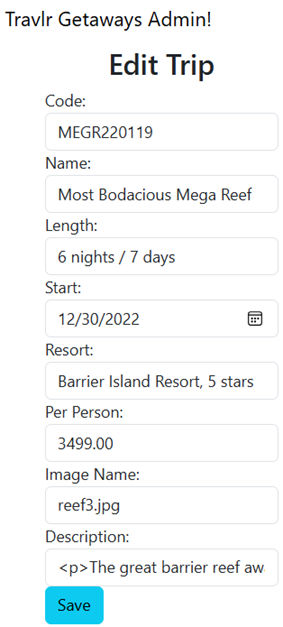 Travlr Getaways Admin!
Edit Trip
Code:
MEGR220119
Name:
Most Bodacious Mega Reef
Length:
6 nights / 7 days
Start:
12/30/2022
Resort:
Barrier Island Resort, 5 stars
Per Person:
3499.00
Image Name:
reef3.jpg
Description:
<p>The great barrier reef aw
Save